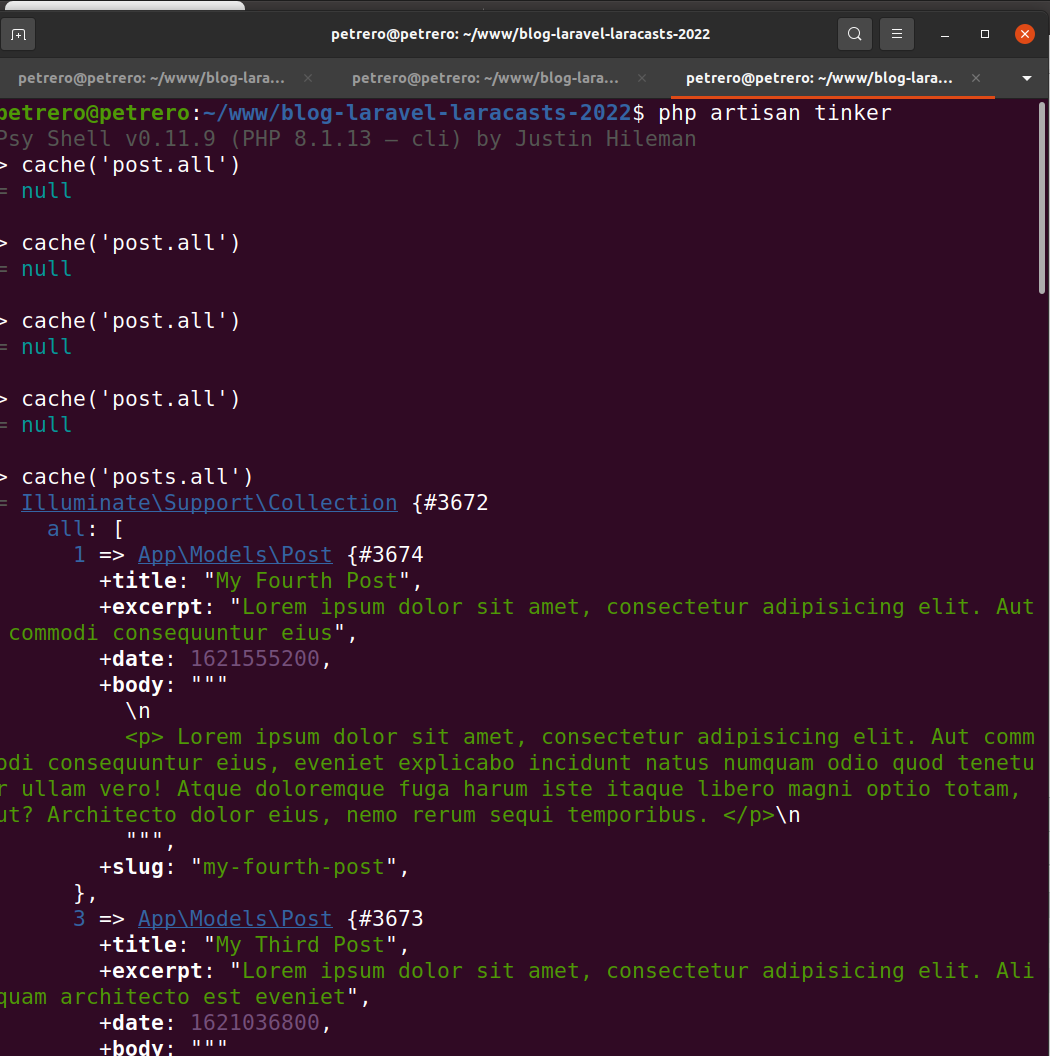 petrero@petrero: ~/www/blog-laravel-laracasts-2022
petrero@petrero: ~/www/blog-lara... × petrero@petrero: ~/www/blog-lara... × petrero@petrero: ~/www/blog-lara... ×
petrero@petrero:~/www/blog-laravel-laracasts-2022$ php artisan tinker
Psy Shell v0.11.9 (PHP 8.1.13 — cli) by Justin Hileman
> cache('post.all')
= null
> cache('post.all')
= null
> cache('post.all')
= null
> cache('post.all')
= null
> cache('posts.all')
= Illuminate\Support\Collection {#3672
all: [
1 => App\Models\Post {#3674
+title: "My Fourth Post",
+excerpt: "Lorem ipsum dolor sit amet, consectetur adipisicing elit. Aut
commodi consequuntur eius",
+date: 1621555200,
+body: """
\n
<p> Lorem ipsum dolor sit amet, consectetur adipisicing elit. Aut comm
odi consequuntur eius, eveniet explicabo incidunt natus numquam odio quod tenetu
r ullam vero! Atque doloremque fuga harum iste itaque libero magni optio totam,
ut? Architecto dolor eius, nemo rerum sequi temporibus. </p>\n
""",
+slug: "my-fourth-post",
},
3 => App\Models\Post {#3673
+title: "My Third Post",
+excerpt: "Lorem ipsum dolor sit amet, consectetur adipisicing elit. Ali
quam architecto est eveniet",
+date: 1621036800,
+body: """